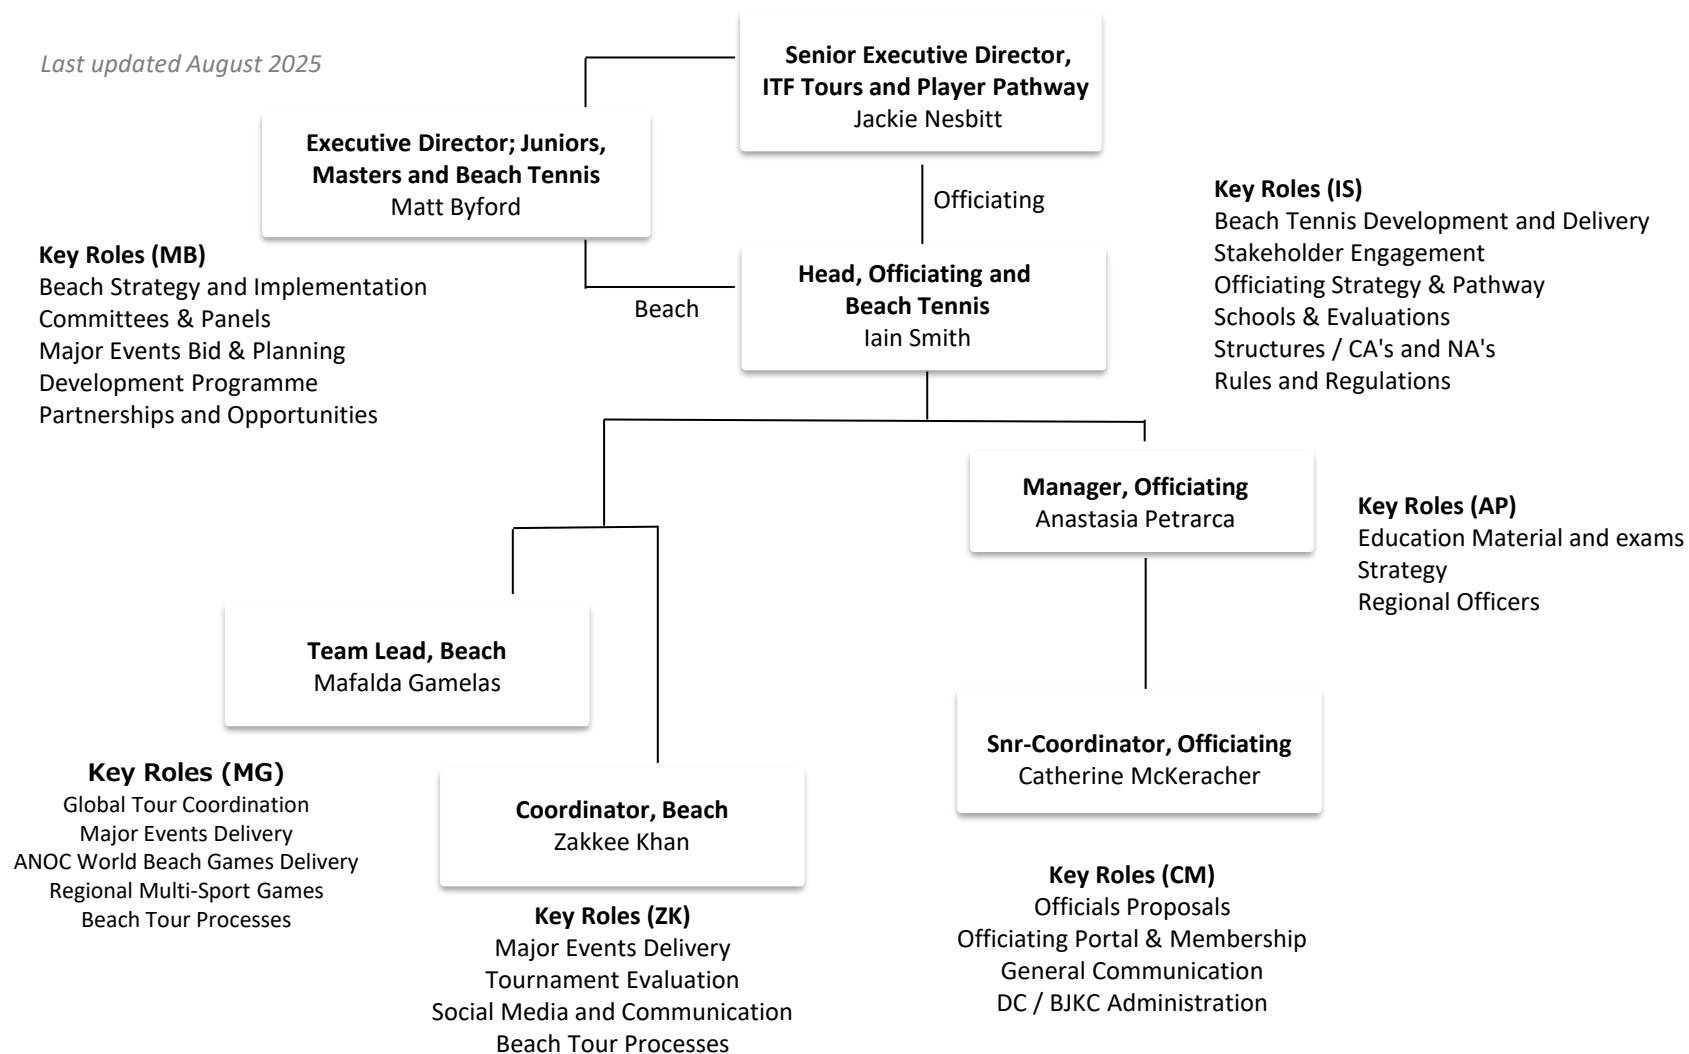 Last updated August 2025
Senior Executive Director,
ITF Tours and Player Pathway
Jackie Nesbitt
Executive Director; Juniors,
Masters and Beach Tennis
Matt Byford
Officiating
Key Roles (IS)
Beach Tennis Development and Delivery
Stakeholder Engagement
Officiating Strategy & Pathway
Schools & Evaluations
Structures / CA's and NA's
Rules and Regulations
Key Roles (MB)
Beach Strategy and Implementation
Committees & Panels
Major Events Bid & Planning
Development Programme
Partnerships and Opportunities
Beach
Head, Officiating and
Beach Tennis
Iain Smith
Manager, Officiating
Anastasia Petrarca
Key Roles (AP)
Education Material and exams
Strategy
Regional Officers
Team Lead, Beach
Mafalda Gamelas
Snr-Coordinator, Officiating
Catherine McKeracher
Key Roles (MG)
Global Tour Coordination
Major Events Delivery
ANOC World Beach Games Delivery
Regional Multi-Sport Games
Beach Tour Processes
Coordinator, Beach
Zakkee Khan
Key Roles (ZK)
Major Events Delivery
Tournament Evaluation
Social Media and Communication
Beach Tour Processes
Key Roles (CM)
Officials Proposals
Officiating Portal & Membership
General Communication
DC / BJKC Administration